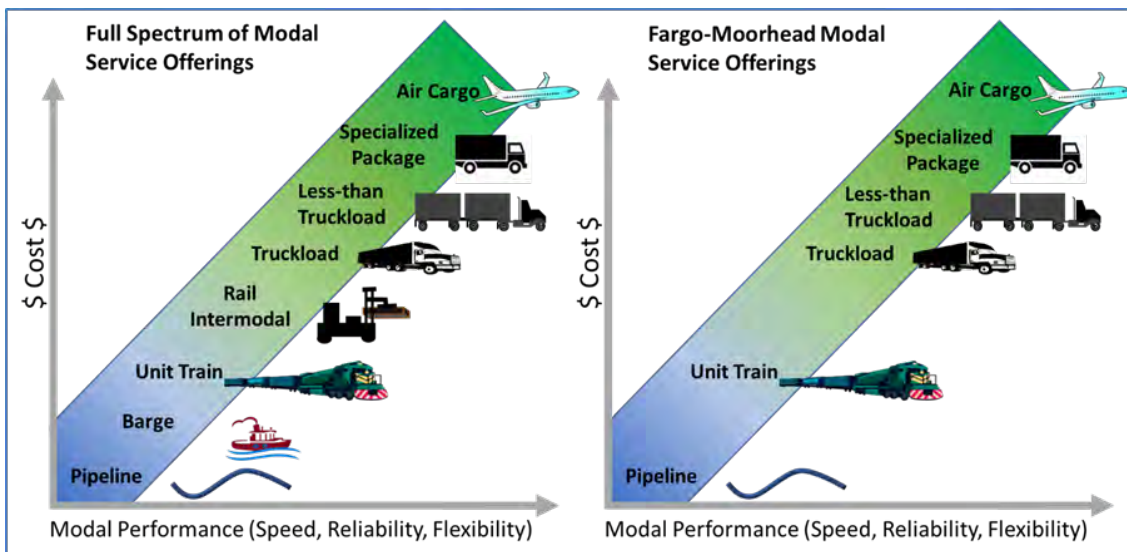 Full Spectrum of Modal
Service Offerings
Air Cargo
Specialized
Package
Less-than
Truckload
Truckload
Rail
Intermodal
Unit Train
Barge
Pipeline
$ Cost $
Modal Performance (Speed, Reliability, Flexibility)
Fargo-Moorhead Modal
Service Offerings
Air Cargo
Specialized
Package
Less-than
Truckload
Truckload
Unit Train
Pipeline
$ Cost $
Modal Performance (Speed, Reliability, Flexibility)